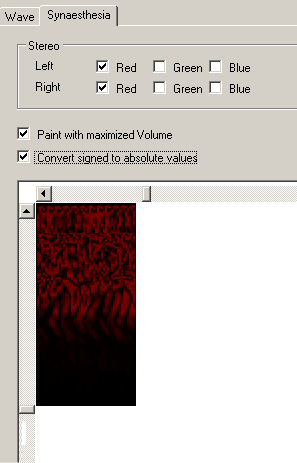 Wave Synaesthesia
Stereo
Left Red Green Blue
Right Red Green Blue
Paint with maximized Volume
Convert signed to absolute values